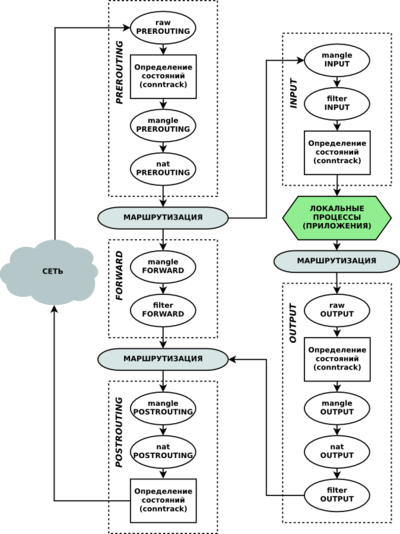 raw
PREROUTING
Определение
состояний
(conntrack)
mangle
PREROUTING
nat
PREROUTING
PREROUTING
МАРШРУТИЗАЦИЯ
mangle
FORWARD
filter
FORWARD
FORWARD
МАРШРУТИЗАЦИЯ
mangle
POSTROUTING
nat
POSTROUTING
Определение
состояний
(conntrack)
POSTROUTING
СЕТЬ
mangle
INPUT
filter
INPUT
Определение
состояний
(conntrack)
INPUT
ЛОКАЛЬНЫЕ
ПРОЦЕССЫ
(ПРИЛОЖЕНИЯ)
МАРШРУТИЗАЦИЯ
raw
OUTPUT
Определение
состояний
(conntrack)
mangle
OUTPUT
nat
OUTPUT
filter
OUTPUT
OUTPUT